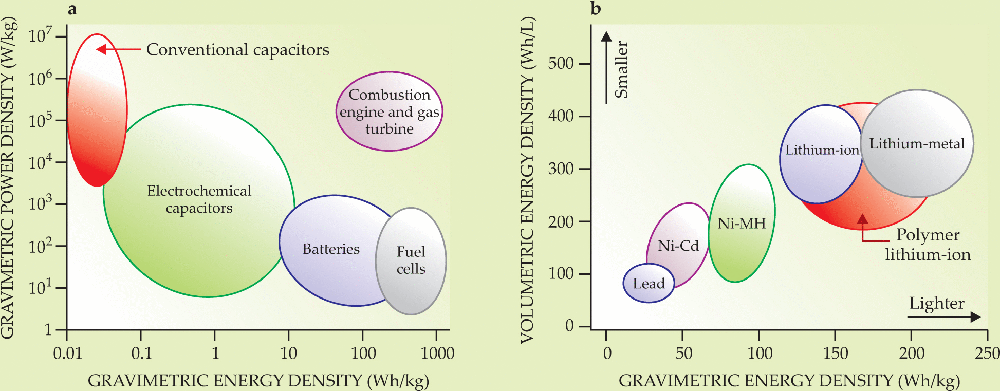 a
GRAVIMETRIC POWER DENSITY (W/kg)
10⁷
10⁶
10⁵
10⁴
10³
10²
10¹
1
Conventional capacitors
Combustion
engine and gas
turbine
Electrochemical
capacitors
Batteries
Fuel
cells
0.01 0.1 1 10 100 1000
GRAVIMETRIC ENERGY DENSITY (Wh/kg)
b
VOLUMETRIC ENERGY DENSITY (Wh/L)
500
400
300
200
100
0
Smaller
Lithium-ion
Lithium-metal
Ni-MH
Ni-Cd
Lead
Polymer
lithium-ion
Lighter
0 50 100 150 200 250
GRAVIMETRIC ENERGY DENSITY (Wh/kg)